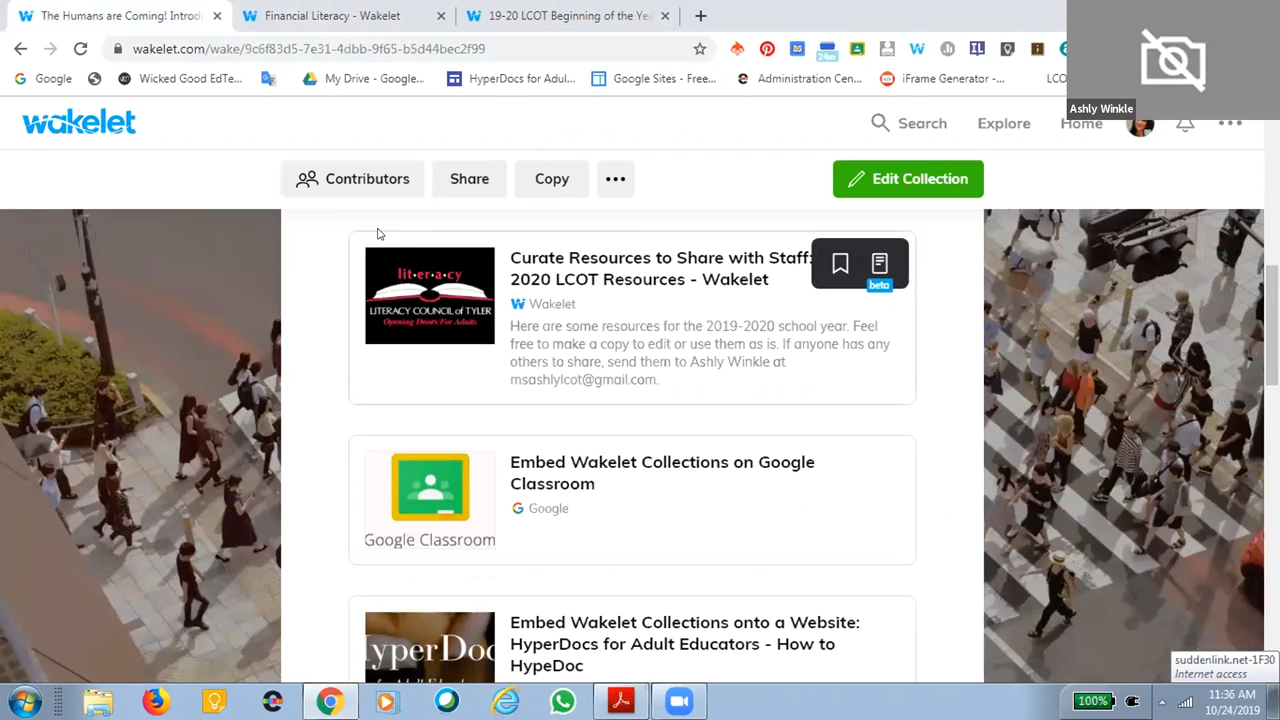 The Humans are Coming! Introd
Financial Literacy - Wakelet
19-20 LCOT Beginning of the Yea
wakelet.com/wake/9c6f83d5-7e31-4dbb-9f65-b5d44bec2f99
24m
Google
Wicked Good EdTe...
My Drive - Google...
HyperDocs for Adul...
Google Sites - Free...
Administration Cen...
iFrame Generator -...
LCO
Ashly Winkle
wakelet
Search
Explore
Home
Contributors
Share
Copy
Edit Collection
lit·er·a·cy
LITERACY COUNCIL of TYLER
Opening Doors For Adults
Curate Resources to Share with Staff:
2020 LCOT Resources - Wakelet
beta
Wakelet
Here are some resources for the 2019-2020 school year. Feel
free to make a copy to edit or use them as is. If anyone has any
others to share, send them to Ashly Winkle at
msashlylcot@gmail.com.
Google Classroom
Embed Wakelet Collections on Google
Classroom
Google
HyperDoc
Embed Wakelet Collections onto a Website:
HyperDocs for Adult Educators - How to
HypeDoc
suddenlink.net-1F30
Internet access
100%
11:36 AM
10/24/2019